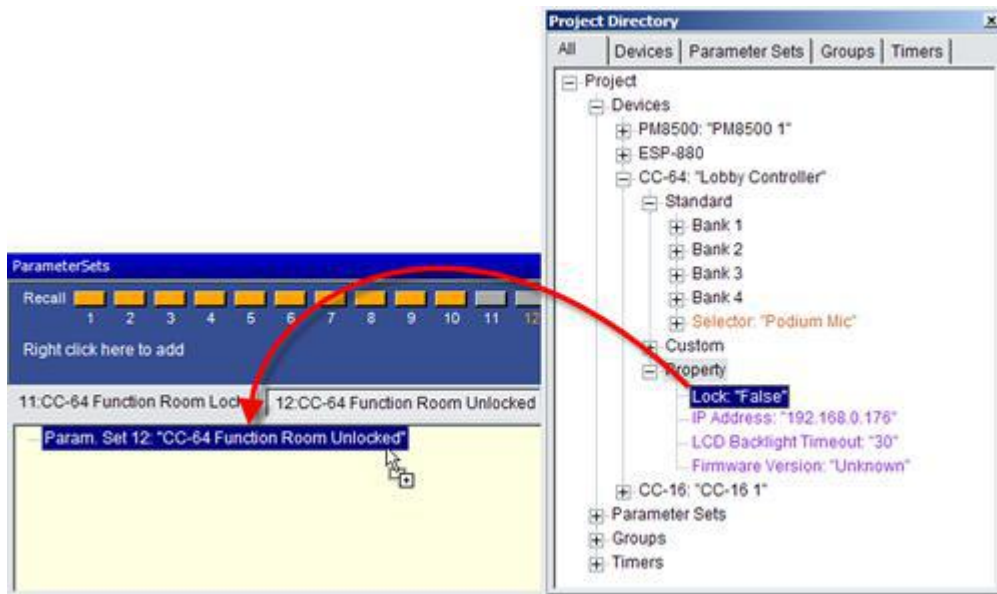 Project Directory
All Devices Parameter Sets Groups Timers
Project
Devices
PM8500: "PM8500 1"
ESP-880
CC-64: "Lobby Controller"
Standard
Bank 1
Bank 2
Bank 3
Bank 4
Selector: "Podium Mic"
Custom
Property
Lock: "False"
IP Address: "192.168.0.176"
LCD Backlight Timeout: "30"
Firmware Version: "Unknown"
CC-16: "CC-16 1"
Parameter Sets
Groups
Timers
ParameterSets
Recall
1 2 3 4 5 6 7 8 9 10 11 12
Right click here to add
11:CC-64 Function Room Loc 12:CC-64 Function Room Unlocked
Param. Set 12: "CC-64 Function Room Unlocked"